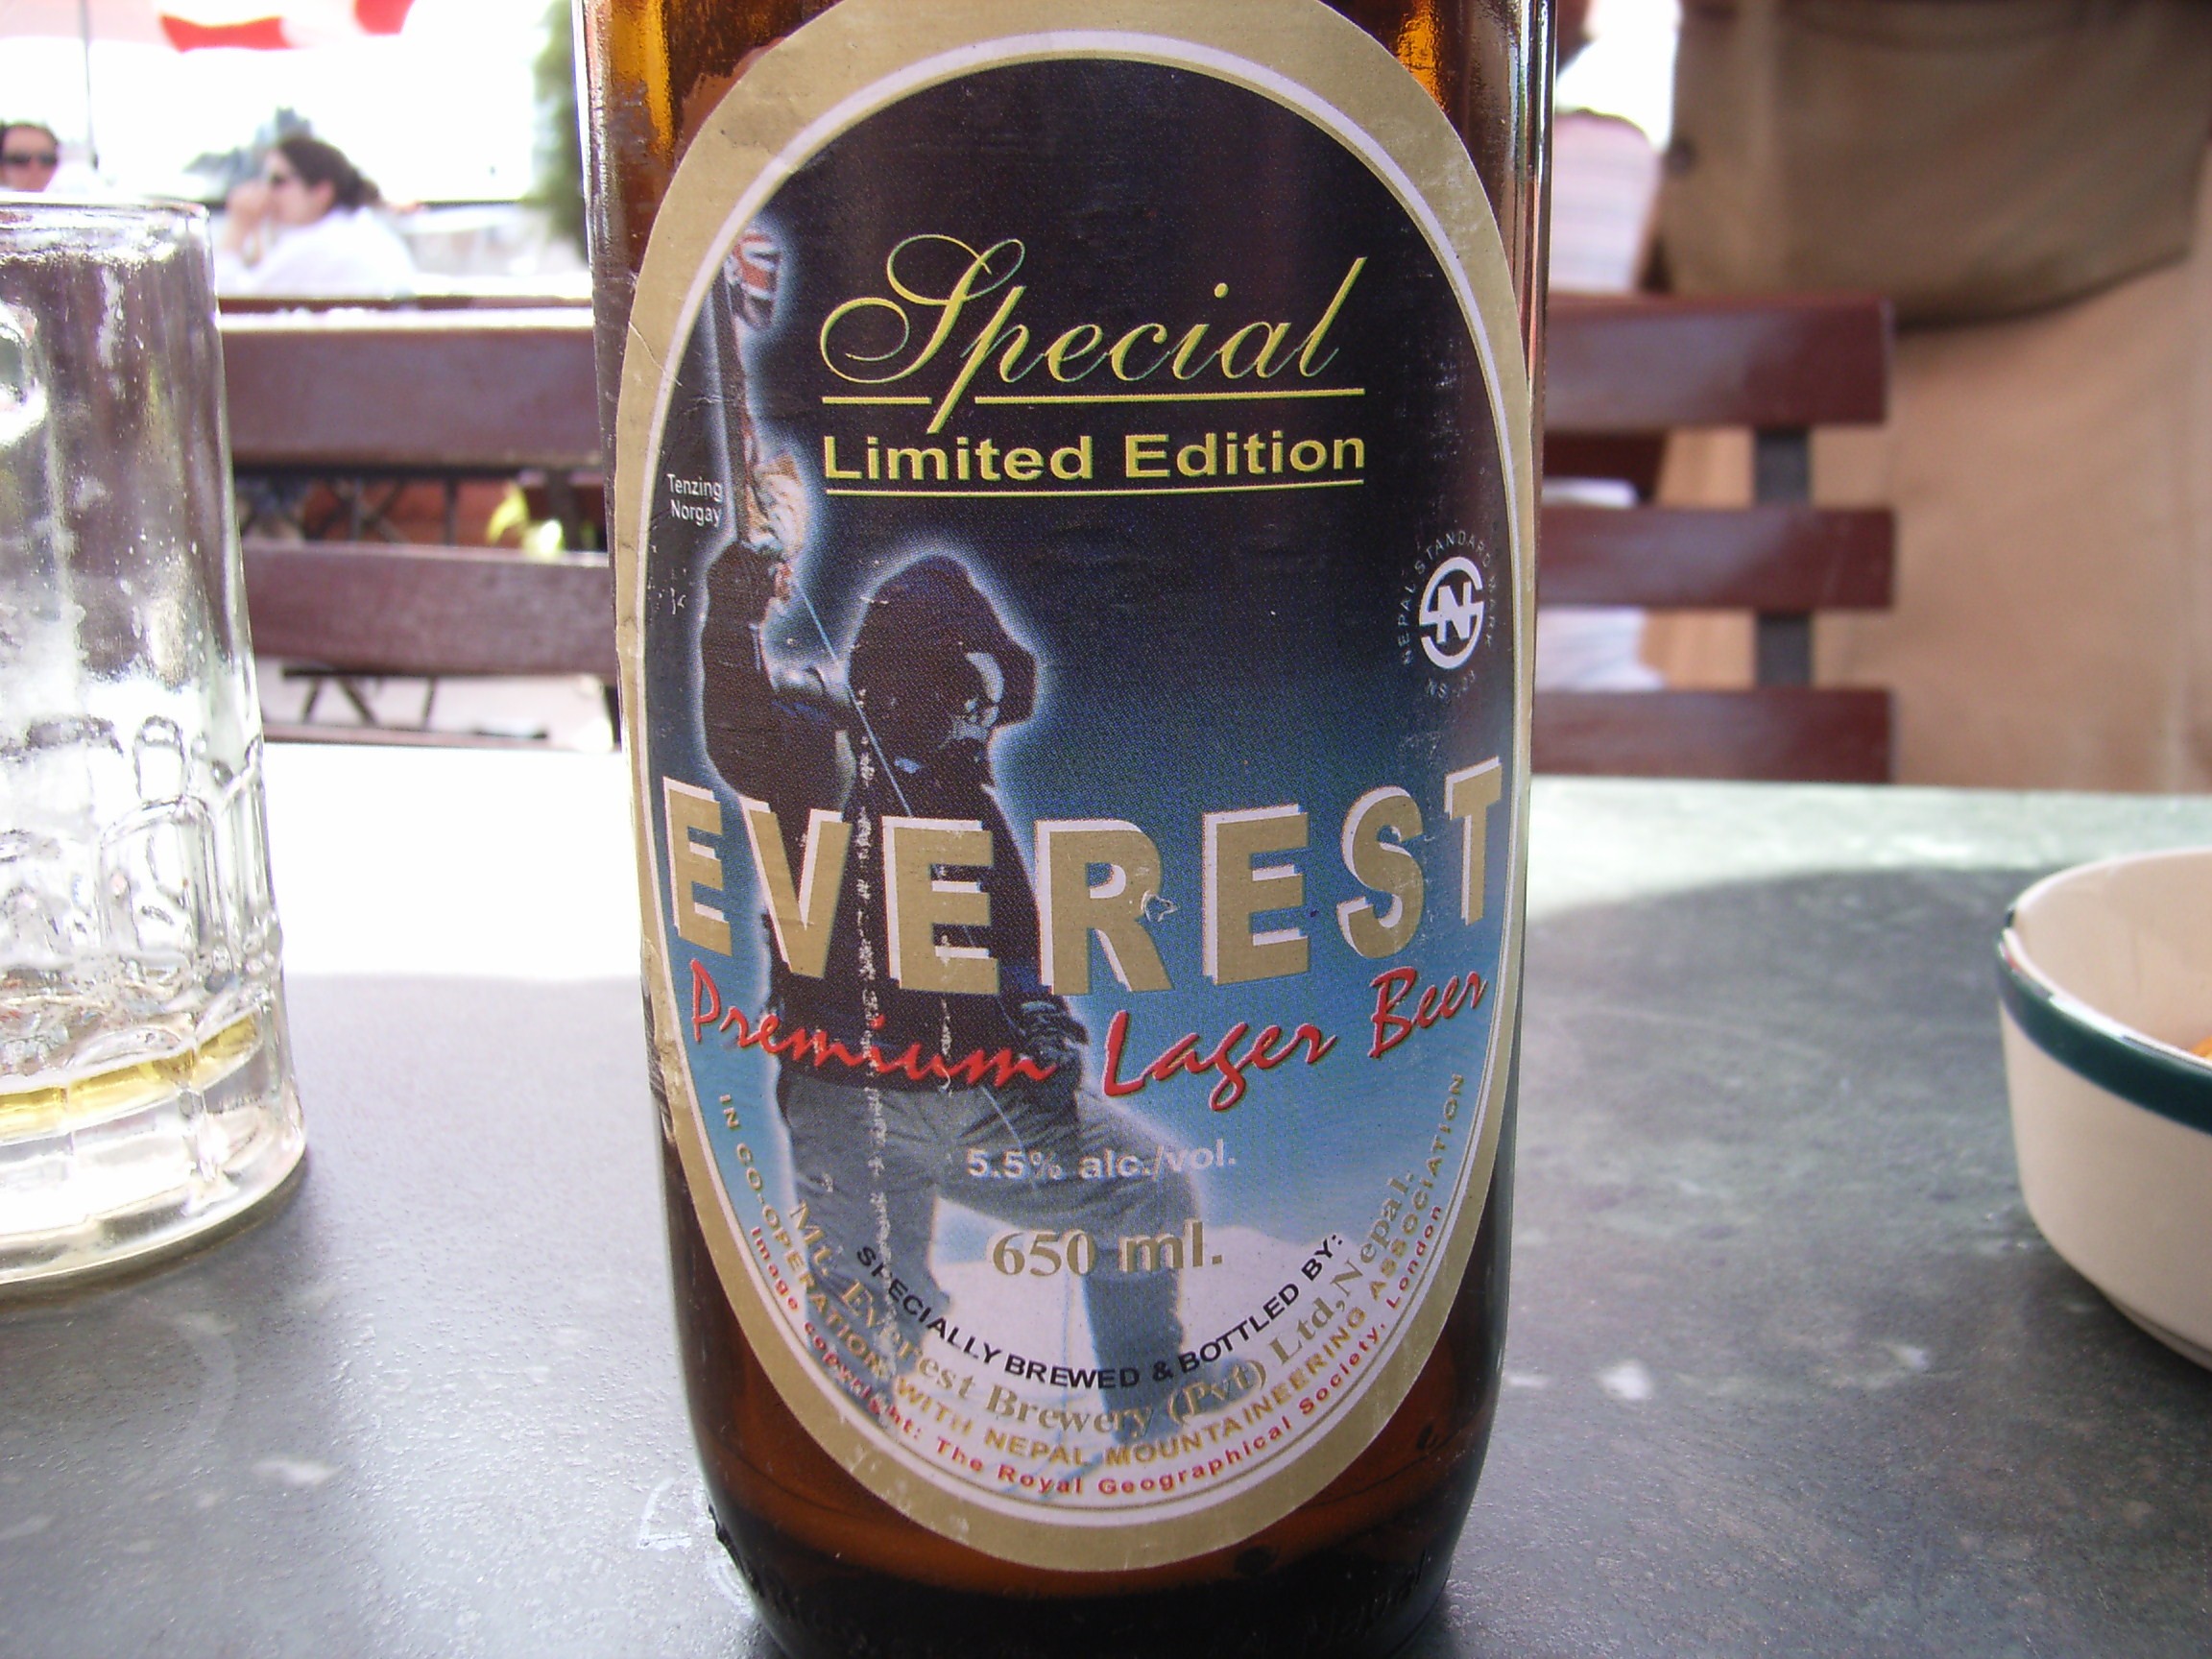 Special
Limited Edition
Tenzing
Norgay
NEPAL STANDARD MARK
NS
EVEREST
Premium Lager Beer
5.5% alc./vol.
650 ml.
SPECIALLY BREWED & BOTTLED BY:
Mt. Everest Brewery (Pvt) Ltd, Nepal.
IN CO-OPERATION WITH NEPAL MOUNTAINEERING ASSOCIATION
Image copyright: The Royal Geographical Society, London